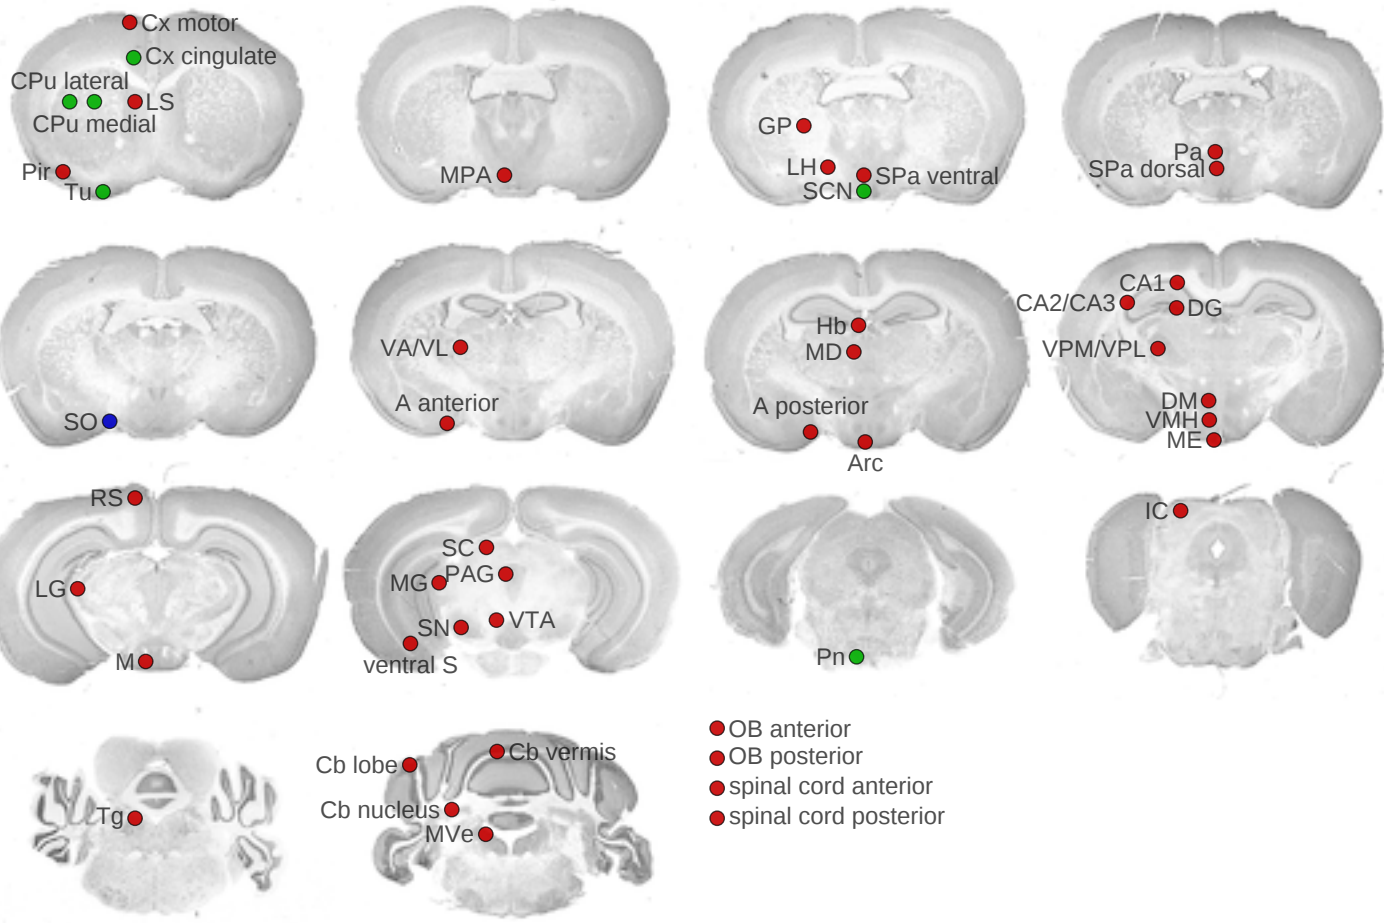 Cx motor
Cx cingulate
CPu lateral
LS
CPu medial
Pir
Tu
MPA
GP
LH
SPa ventral
SCN
Pa
SPa dorsal
SO
VA/VL
A anterior
Hb
MD
A posterior
Arc
CA1
CA2/CA3
DG
VPM/VPL
DM
VMH
ME
RS
LG
M
SC
MG
PAG
SN
VTA
ventral S
Pn
IC
Tg
Cb vermis
Cb lobe
Cb nucleus
MVe
OB anterior
OB posterior
spinal cord anterior
spinal cord posterior